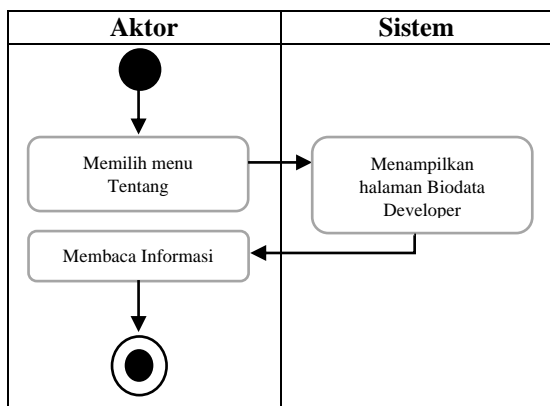 Aktor
Sistem
Memilih menu
Tentang
Menampilkan
halaman Biodata
Developer
Membaca Informasi